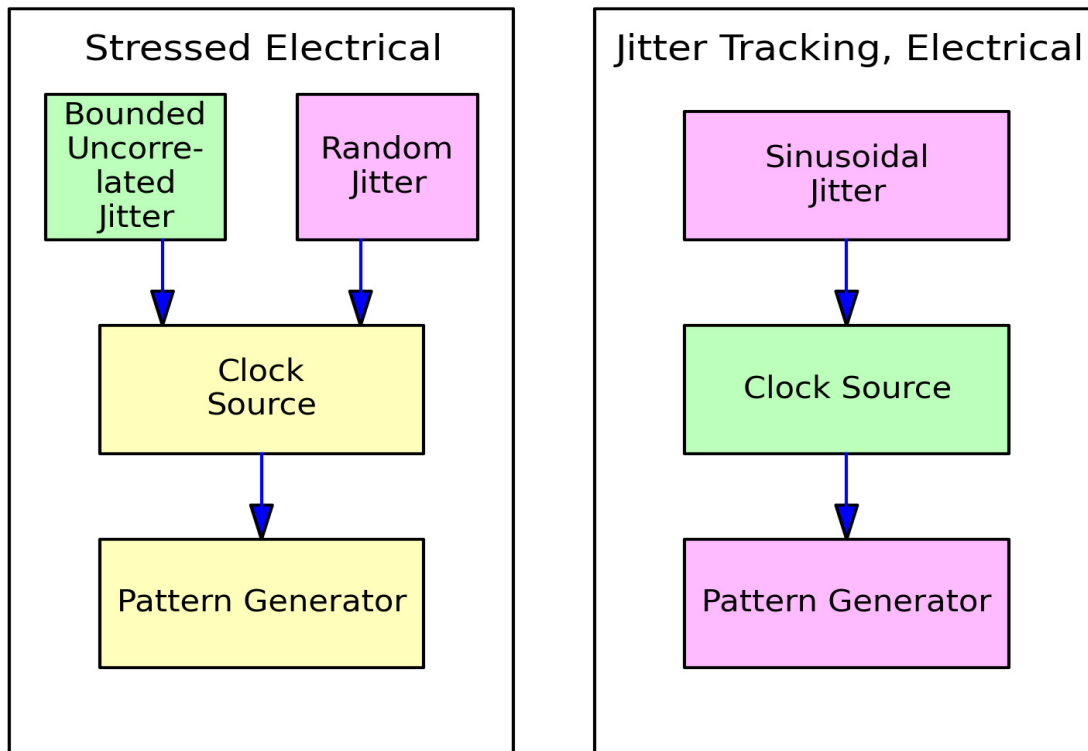 Stressed Electrical
Bounded
Uncorre-
lated
Jitter
Random
Jitter
Clock
Source
Pattern Generator
Jitter Tracking, Electrical
Sinusoidal
Jitter
Clock Source
Pattern Generator